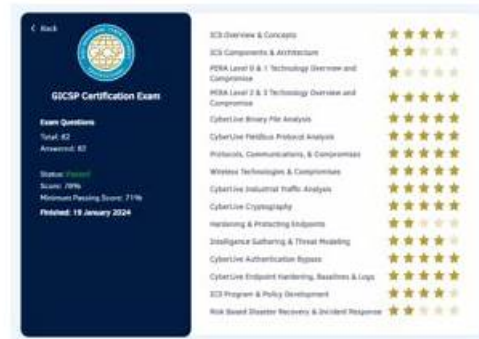 Back
GICSP Certification Exam
Exam Questions
Total: 82
Answered: 82
Status: Passed
Score: 78%
Minimum Passing Score: 71%
Finished: 19 January 2024
ICS Overview & Concepts
ICS Components & Architecture
PERA Level 0 & 1 Technology Overview and
Compromise
PERA Level 2 & 3 Technology Overview and
Compromise
CyberLive Binary File Analysis
CyberLive Fieldbus Protocol Analysis
Protocols, Communications, & Compromises
Wireless Technologies & Compromises
CyberLive Industrial Traffic Analysis
CyberLive Cryptography
Hardening & Protecting Endpoints
Intelligence Gathering & Threat Modeling
CyberLive Authentication Bypass
CyberLive Endpoint Hardening, Baselines & Logs
ICS Program & Policy Development
Risk Based Disaster Recovery & Incident Response